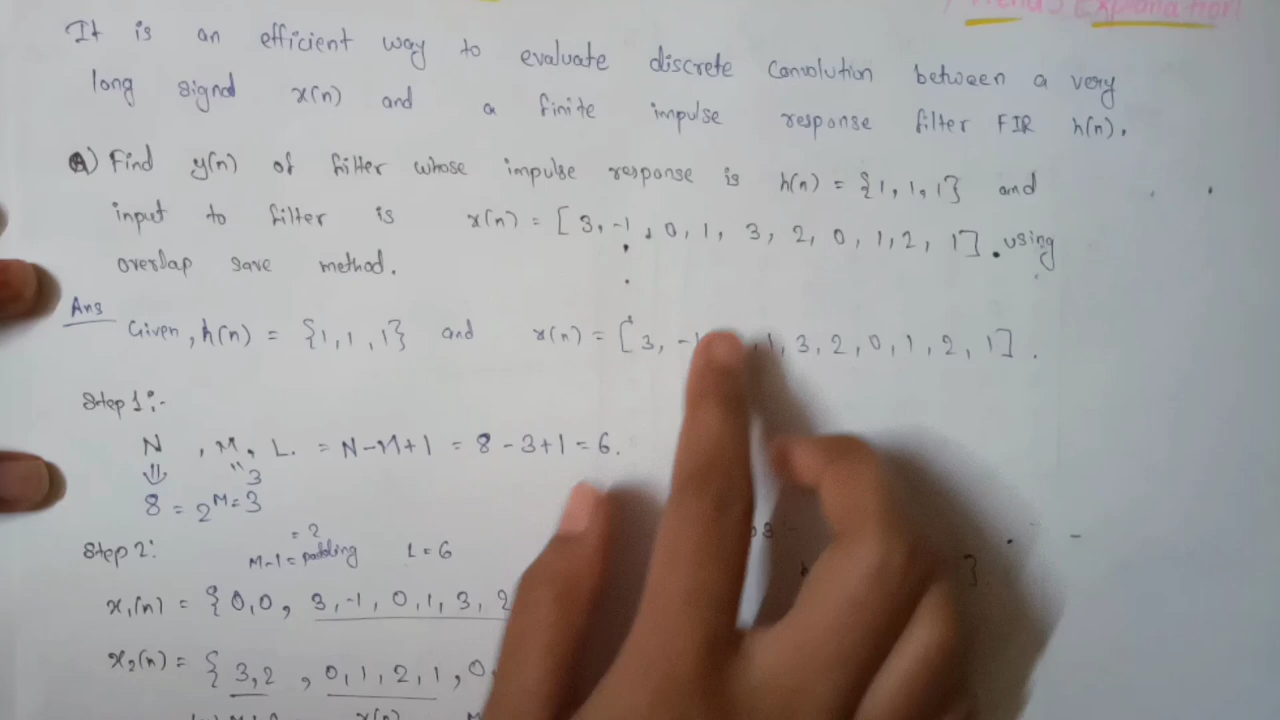 Explanation!
It is an efficient way to evaluate discrete convolution between a very
long signal x(n) and a finite impulse response filter FIR h(n).
Q) Find y(n) of filter whose impulse response is h(n) = {1, 1, 1} and
input to filter is x(n) = [3, -1, 0, 1, 3, 2, 0, 1, 2, 1]. using
overlap save method.
Ans
Given, h(n) = {1, 1, 1} and x(n) = [3, -1, 1, 3, 2, 0, 1, 2, 1].
Step 1:-
N, M, L. = N-M+1 = 8-3+1 = 6.
⇓ " 3
8 = 2^M=3
Step 2: M-1 = padding = 2 L = 6
x₁(n) = {0, 0, 3, -1, 0, 1, 3, 2
x₂(n) = {3, 2, 0, 1, 2, 1, 0,
x(n)